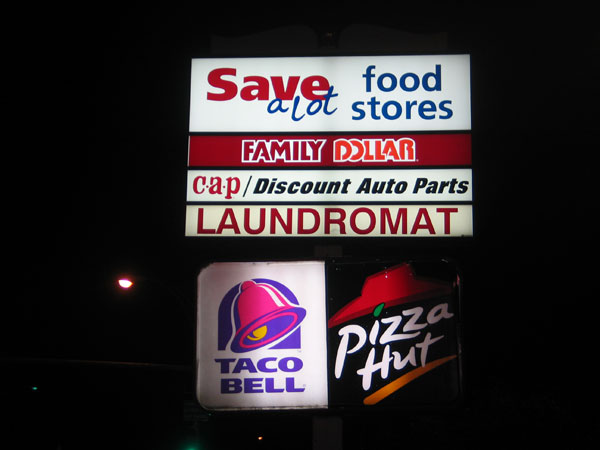 Save a lot food stores
FAMILY DOLLAR
c·a·p/Discount Auto Parts
LAUNDROMAT
TACO BELL
Pizza Hut